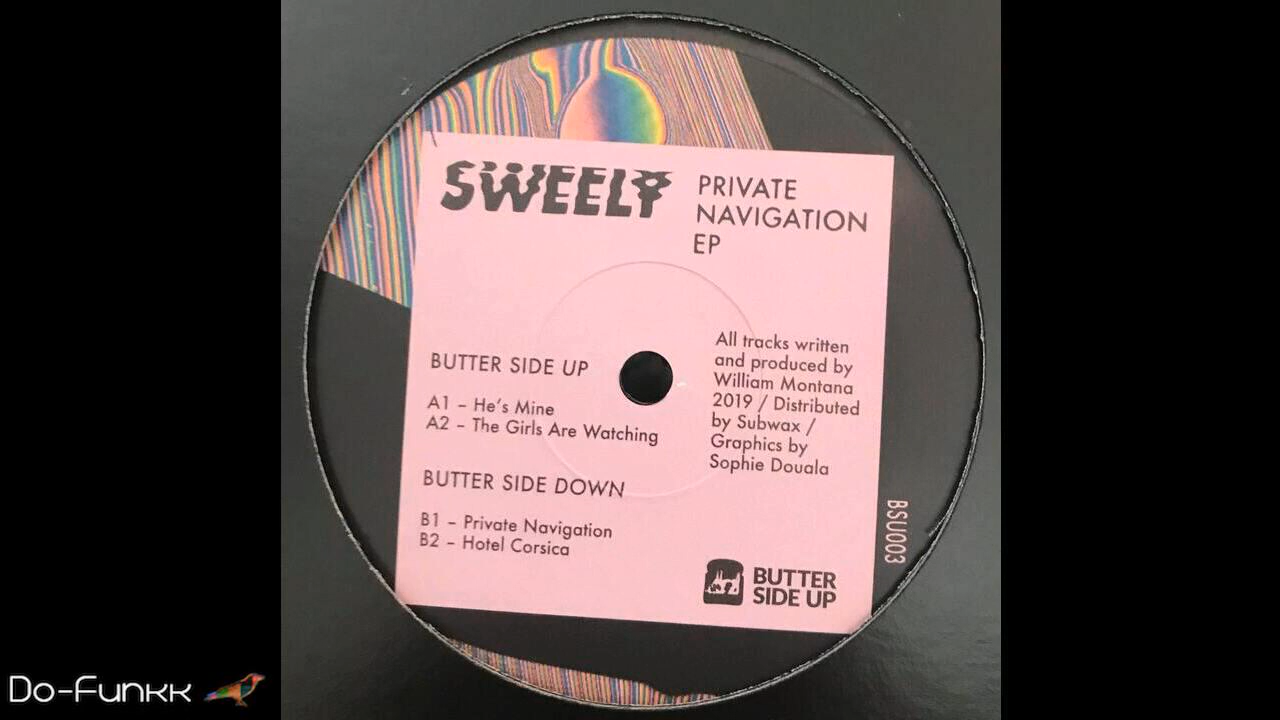 SWEELY
PRIVATE
NAVIGATION
EP
BUTTER SIDE UP
A1 – He's Mine
A2 – The Girls Are Watching
BUTTER SIDE DOWN
B1 – Private Navigation
B2 – Hotel Corsica
All tracks written
and produced by
William Montana
2019 / Distributed
by Subwax /
Graphics by
Sophie Douala
BSU003
BUTTER
SIDE UP
Do-Funkk